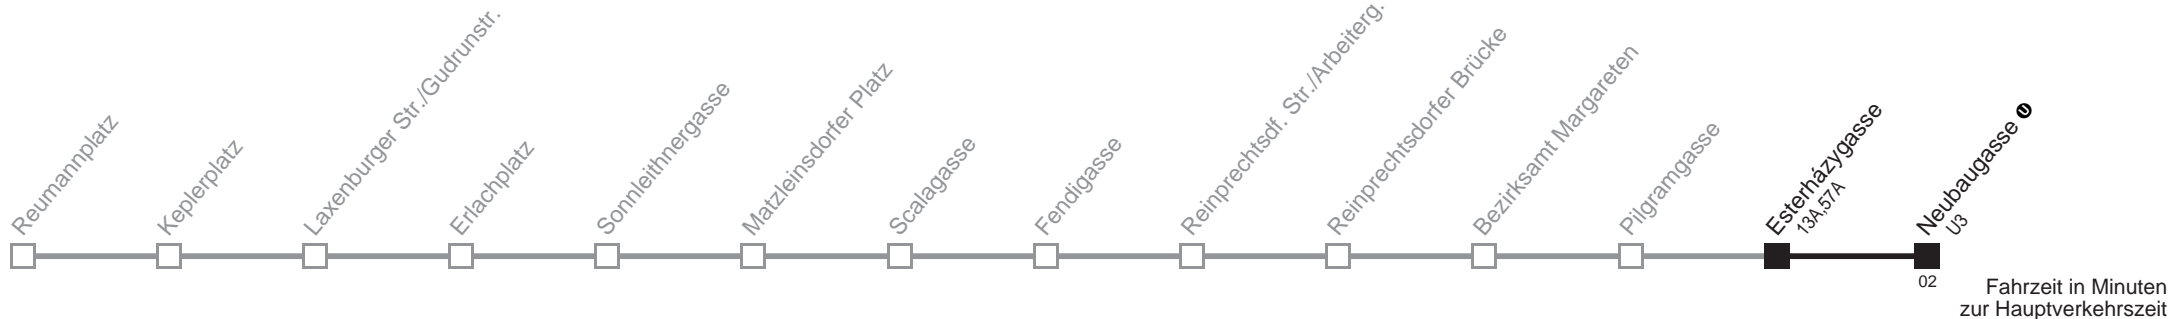 Reumannplatz
Keplerplatz
Laxenburger Str./Gudrunstr.
Erlachplatz
Sonnleithnergasse
Matzleinsdorfer Platz
Scalagasse
Fendigasse
Reinprechtsdf. Str./Arbeiterg.
Reinprechtsdorfer Brücke
Bezirksamt Margareten
Pilgramgasse
Esterházygasse
13A,57A
Neubaugasse U
U3
02
Fahrzeit in Minuten
zur Hauptverkehrszeit